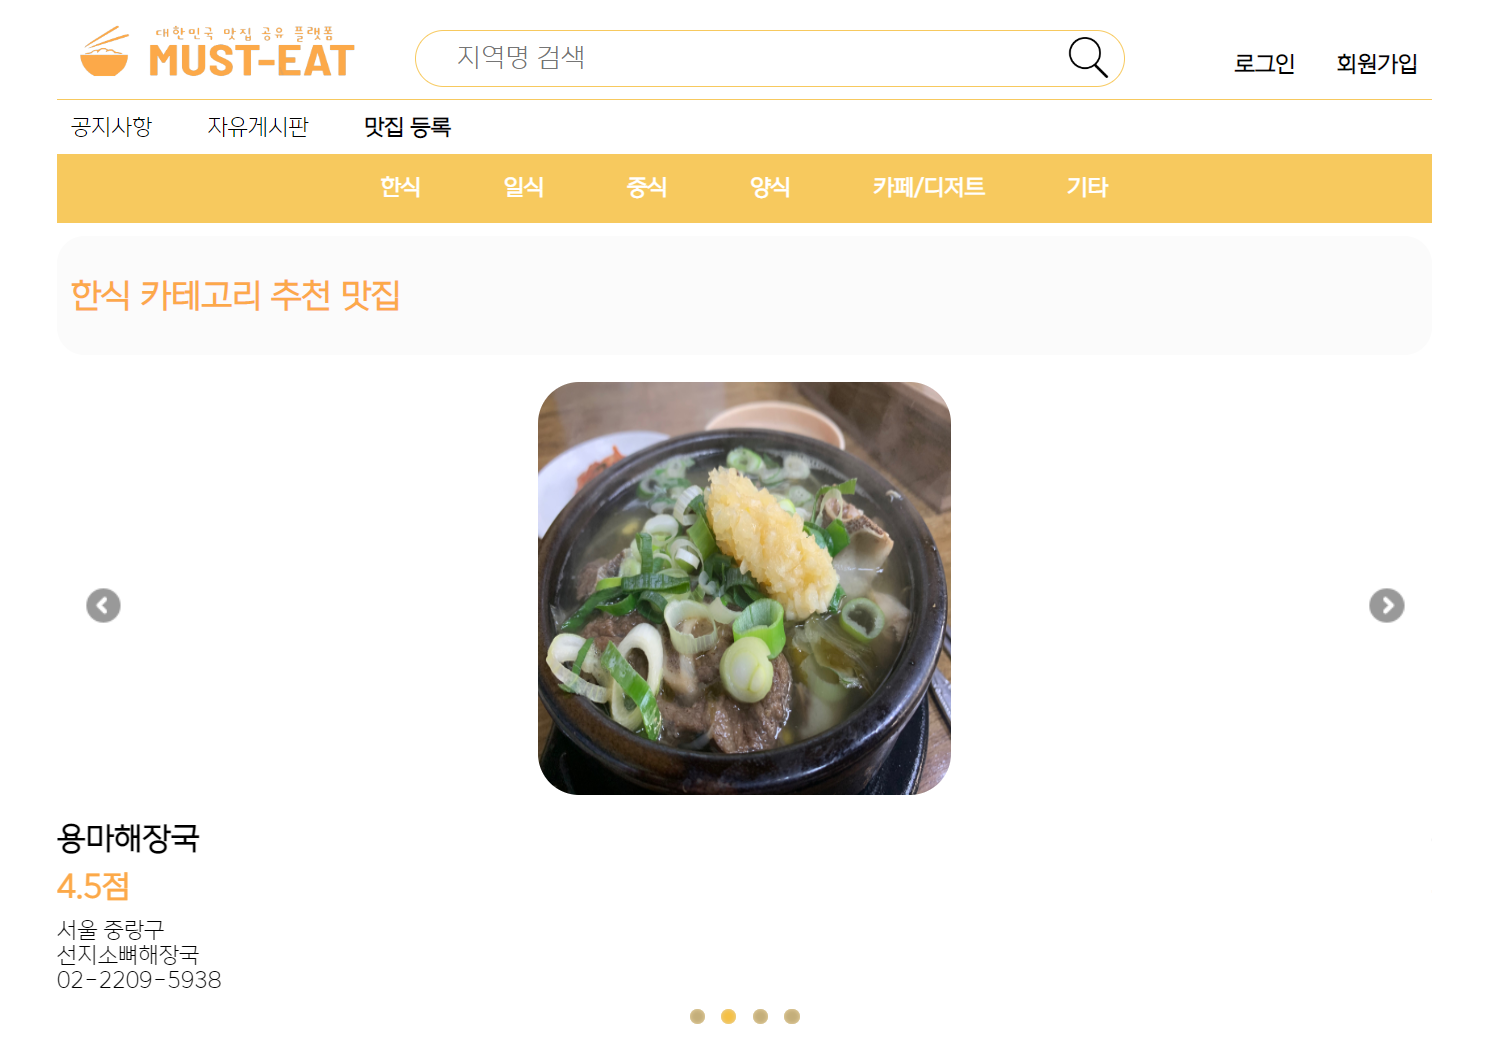 대한민국 맛집 공유 플랫폼
MUST-EAT
지역명 검색
로그인 회원가입
공지사항 자유게시판 맛집 등록
한식 일식 중식 양식 카페/디저트 기타
한식 카테고리 추천 맛집
용마해장국
4.5점
서울 중랑구
선지소뼈해장국
02-2209-5938